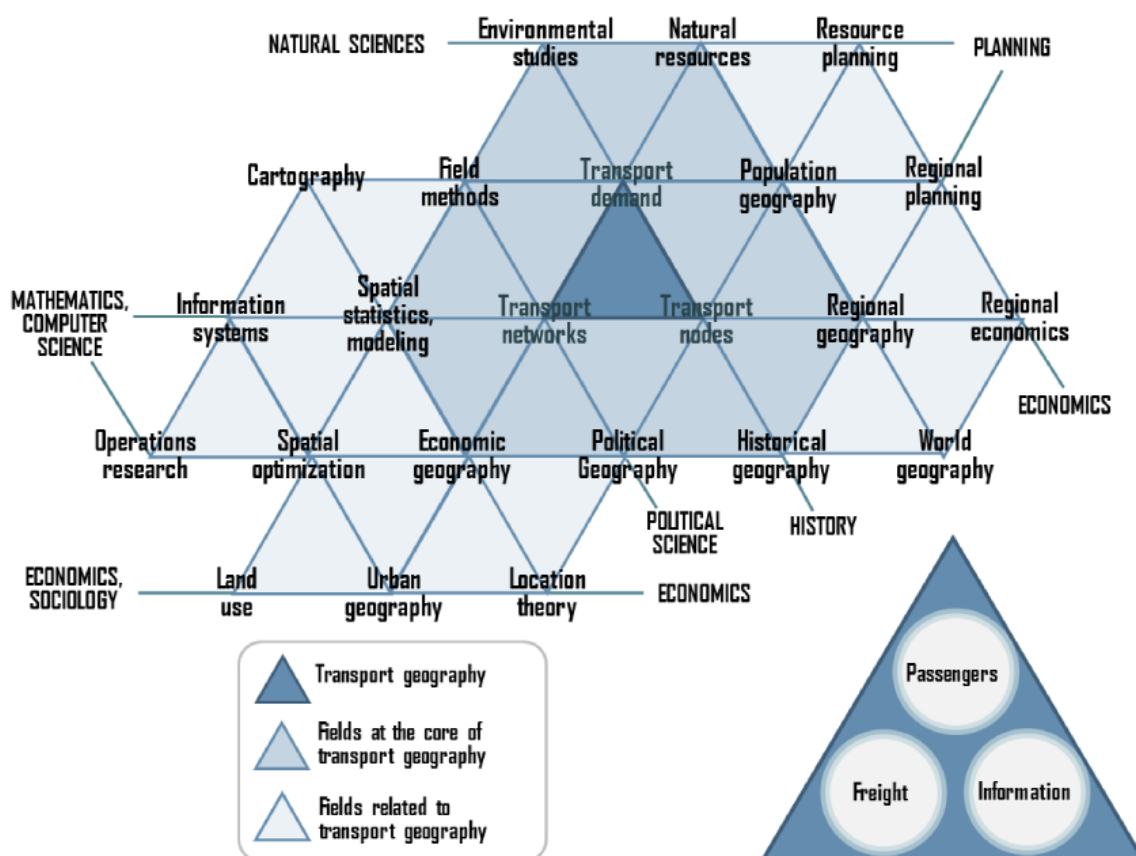 NATURAL SCIENCES
Environmental
studies
Natural
resources
Resource
planning
PLANNING
Cartography
Field
methods
Transport
demand
Population
geography
Regional
planning
MATHEMATICS,
COMPUTER
SCIENCE
Information
systems
Spatial
statistics,
modeling
Transport
networks
Transport
nodes
Regional
geography
Regional
economics
ECONOMICS
Operations
research
Spatial
optimization
Economic
geography
Political
Geography
Historical
geography
World
geography
POLITICAL
SCIENCE
HISTORY
ECONOMICS,
SOCIOLOGY
Land
use
Urban
geography
Location
theory
ECONOMICS
Transport geography
Fields at the core of
transport geography
Fields related to
transport geography
Passengers
Freight
Information